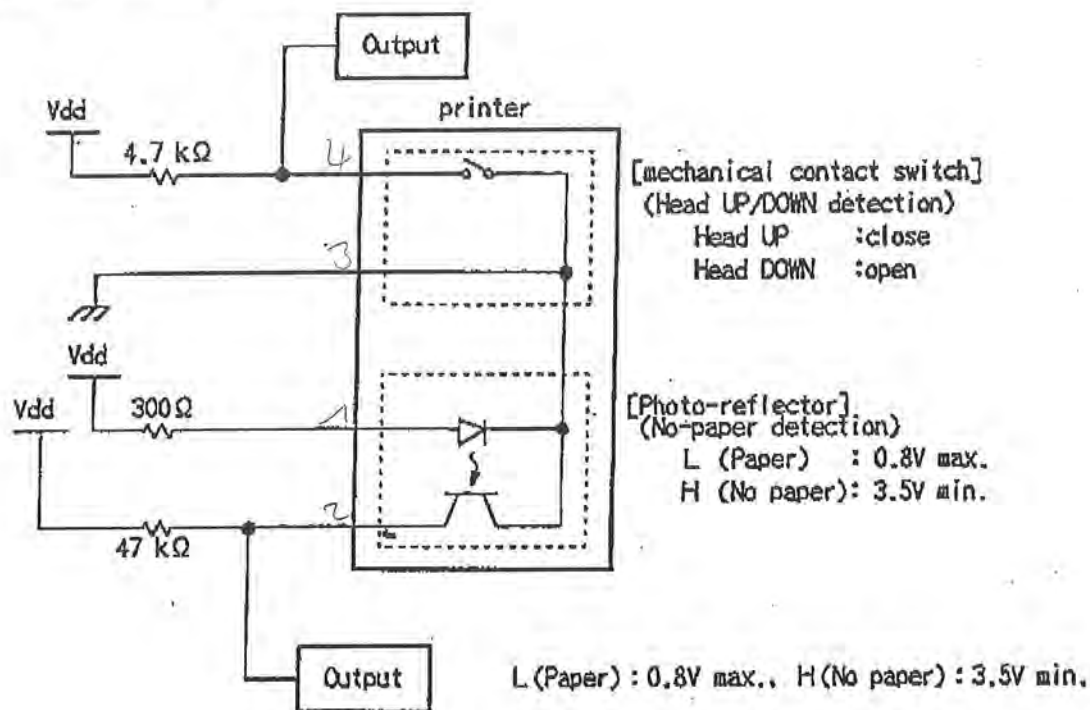 Output
printer
Vdd
4.7 kΩ
4
[mechanical contact switch]
(Head UP/DOWN detection)
Head UP :close
Head DOWN :open
3
Vdd
Vdd
300Ω
1
[Photo-reflector]
(No-paper detection)
L (Paper) : 0.8V max.
H (No paper): 3.5V min.
2
47 kΩ
Output
L(Paper) : 0.8V max., H(No paper) : 3.5V min.